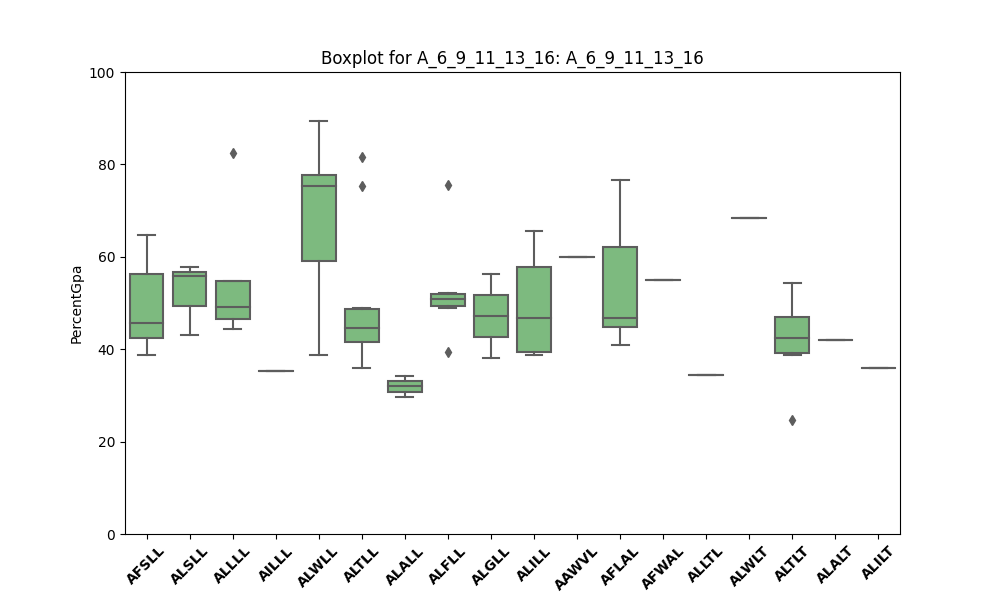 Boxplot for A_6_9_11_13_16: A_6_9_11_13_16
PercentGpa
100
80
60
40
20
0
AFSLL
ALSLL
ALLLL
AILLL
ALWLL
ALTLL
ALALL
ALFLL
ALGLL
ALILL
AAWVL
AFLAL
AFWAL
ALLTL
ALWLT
ALTLT
ALALT
ALILT